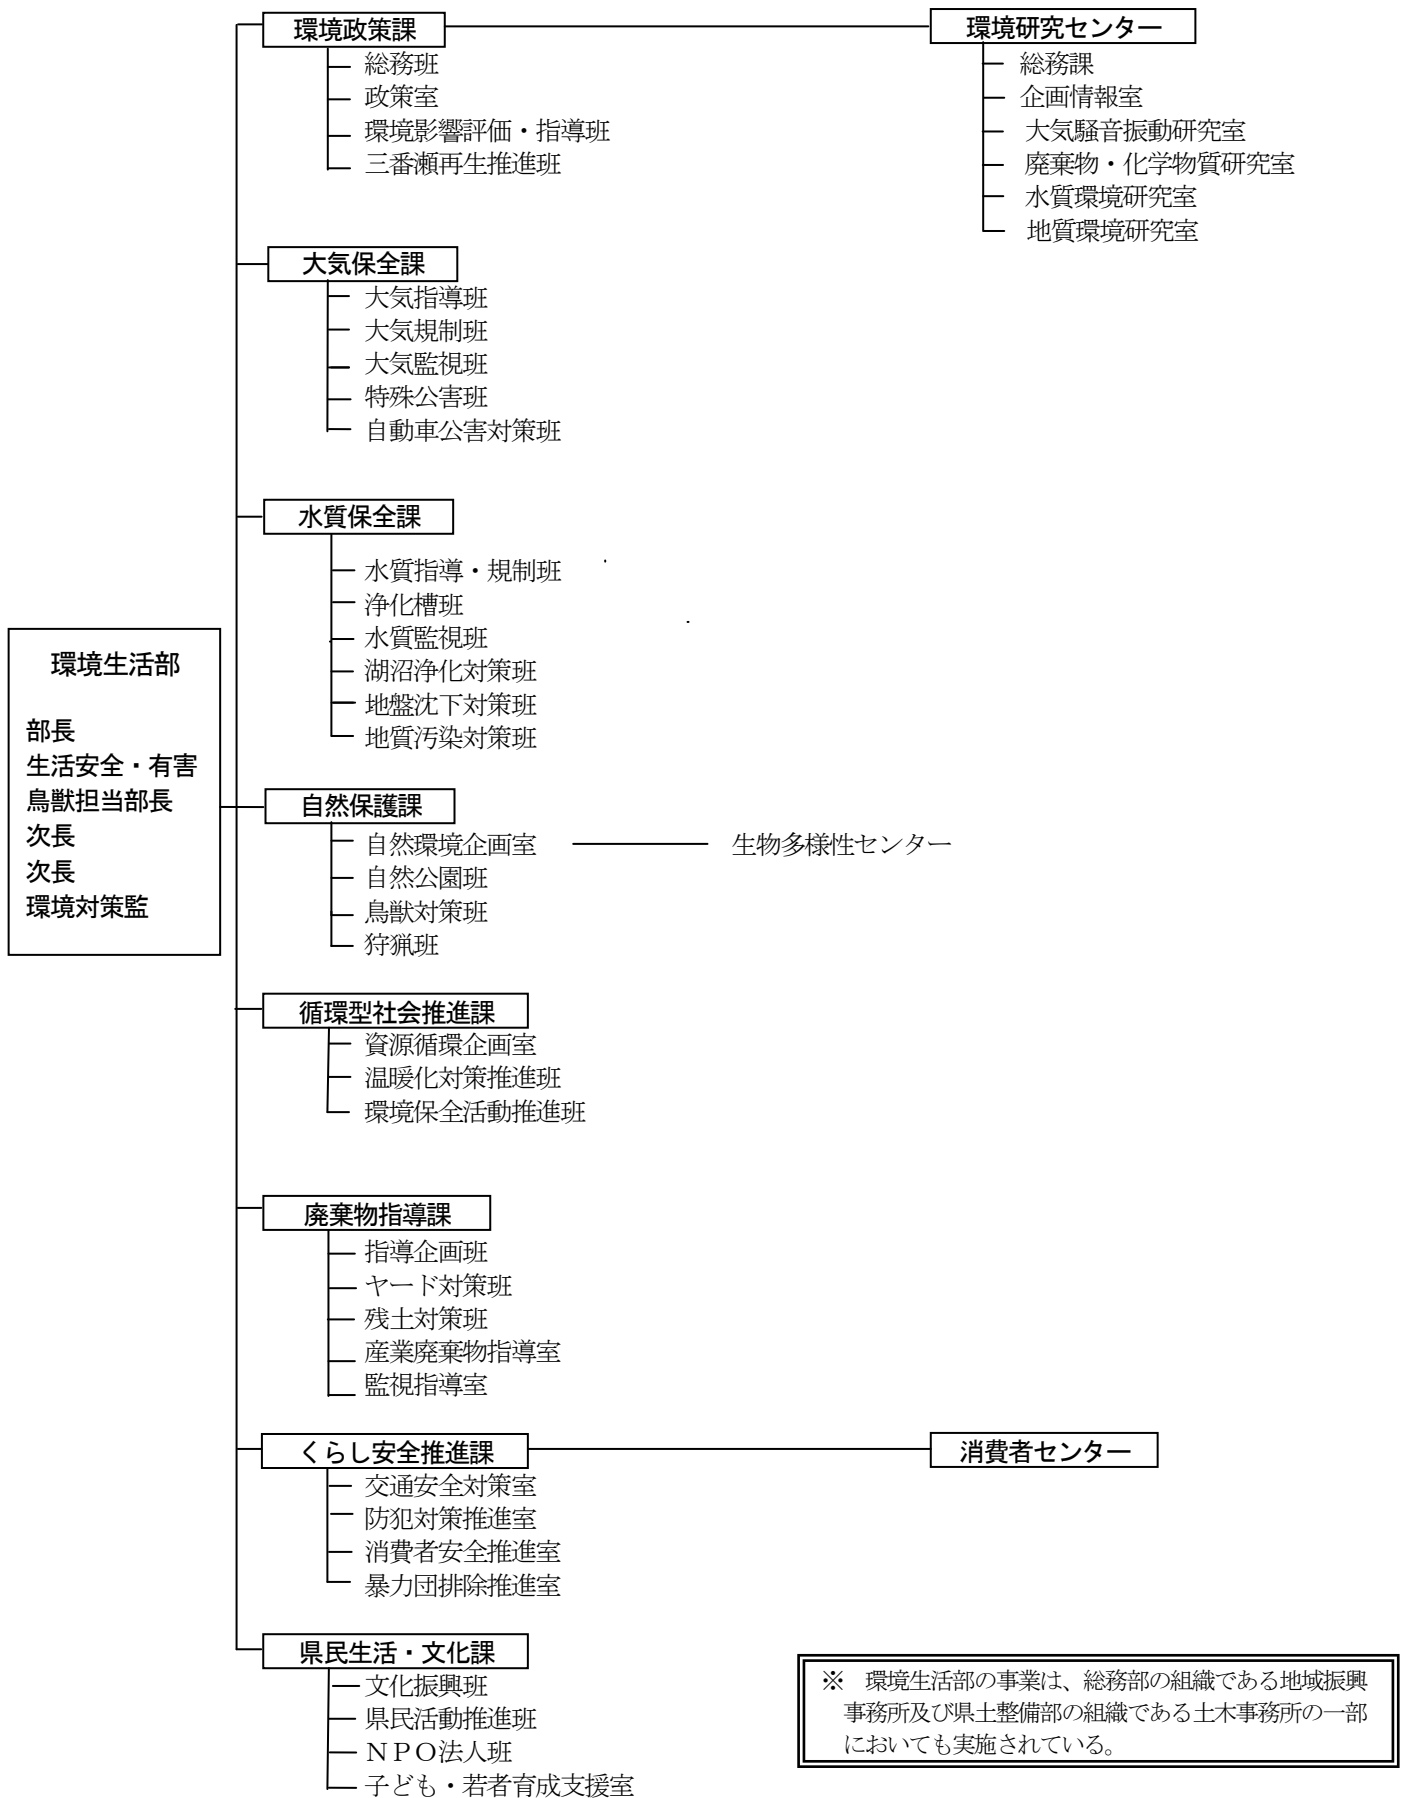 環境生活部
部長
生活安全・有害
鳥獣担当部長
次長
次長
環境対策監
環境政策課
総務班
政策室
環境影響評価・指導班
三番瀬再生推進班
環境研究センター
総務課
企画情報室
大気騒音振動研究室
廃棄物・化学物質研究室
水質環境研究室
地質環境研究室
大気保全課
大気指導班
大気規制班
大気監視班
特殊公害班
自動車公害対策班
水質保全課
水質指導・規制班
浄化槽班
水質監視班
湖沼浄化対策班
地盤沈下対策班
地質汚染対策班
自然保護課
自然環境企画室
生物多様性センター
自然公園班
鳥獣対策班
狩猟班
循環型社会推進課
資源循環企画室
温暖化対策推進班
環境保全活動推進班
廃棄物指導課
指導企画班
ヤード対策班
残土対策班
産業廃棄物指導室
監視指導室
くらし安全推進課
交通安全対策室
防犯対策推進室
消費者安全推進室
暴力団排除推進室
消費者センター
県民生活・文化課
文化振興班
県民活動推進班
ＮＰＯ法人班
子ども・若者育成支援室
※　環境生活部の事業は、総務部の組織である地域振興
事務所及び県土整備部の組織である土木事務所の一部
においても実施されている。